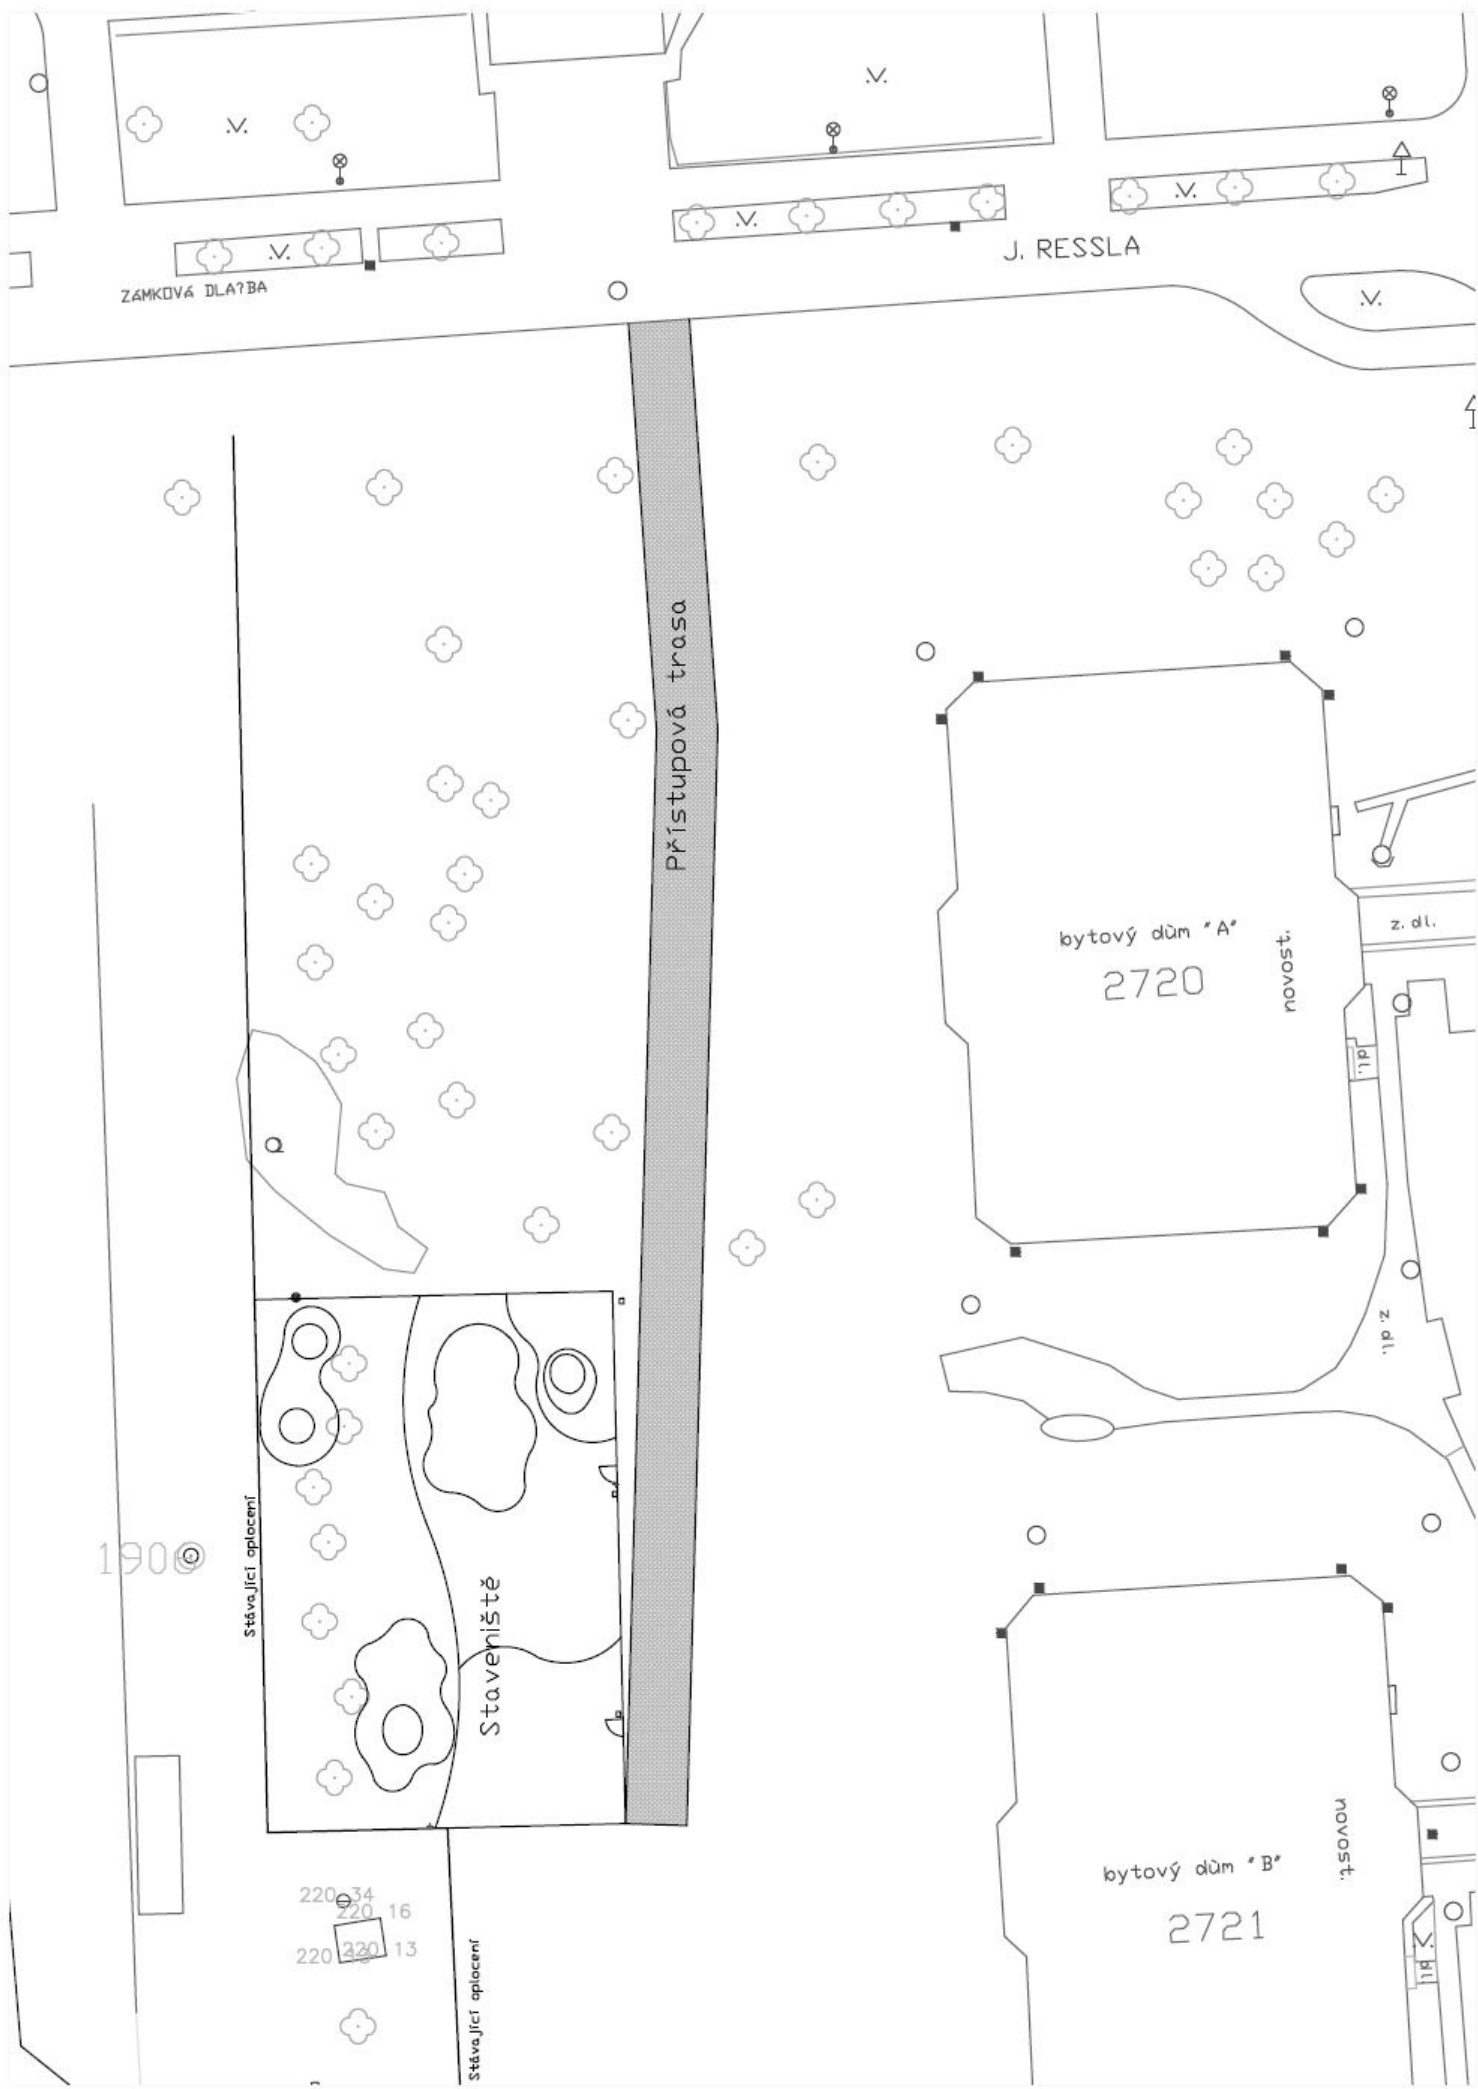 J. RESSLA
ZÁMKOVÁ DLA?BA
Přístupová trasa
bytový dům "A"
2720
novost.
z. dl.
dl.
z. dl.
Stávající oplocení
Staveniště
bytový dům "B"
2721
novost.
dl.
220.34
220.16
220.13
Stávající oplocení